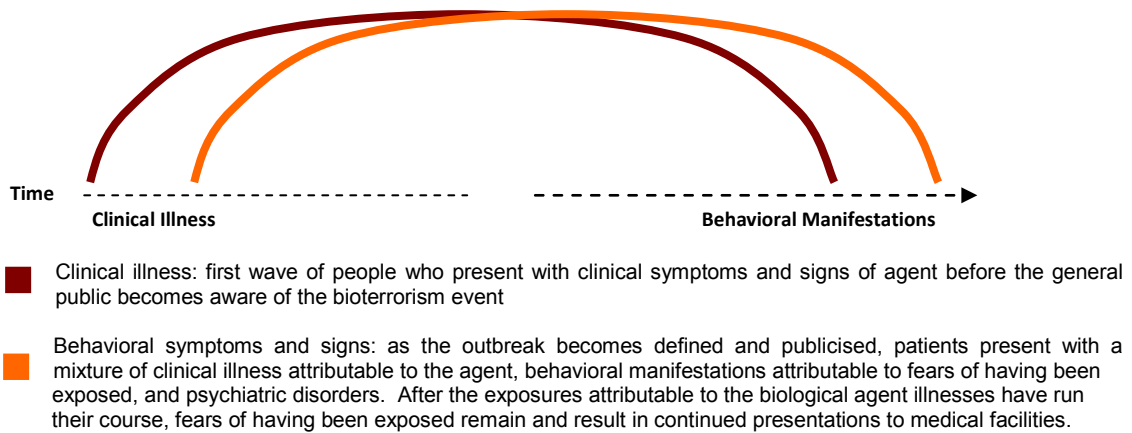 Time
Clinical Illness
Behavioral Manifestations
Clinical illness: first wave of people who present with clinical symptoms and signs of agent before the general
public becomes aware of the bioterrorism event
Behavioral symptoms and signs: as the outbreak becomes defined and publicised, patients present with a
mixture of clinical illness attributable to the agent, behavioral manifestations attributable to fears of having been
exposed, and psychiatric disorders. After the exposures attributable to the biological agent illnesses have run
their course, fears of having been exposed remain and result in continued presentations to medical facilities.